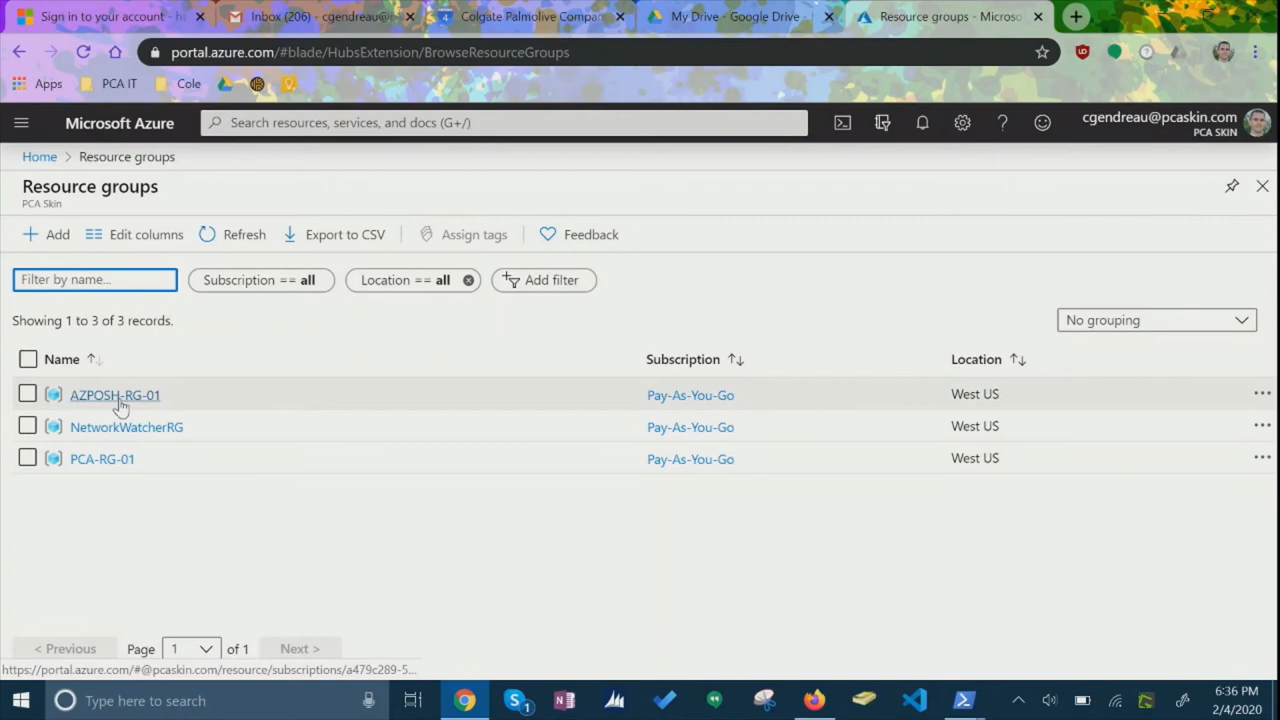 Sign in to your account - h
Inbox (206) - cgendreau@
Colgate Palmolive Compa
My Drive - Google Drive
Resource groups - Microso
portal.azure.com/#blade/HubsExtension/BrowseResourceGroups
Apps
PCA IT
Cole
Microsoft Azure
Search resources, services, and docs (G+/)
cgendreau@pcaskin.com
PCA SKIN
Home > Resource groups
Resource groups
PCA Skin
Add
Edit columns
Refresh
Export to CSV
Assign tags
Feedback
Filter by name...
Subscription == all
Location == all
Add filter
Showing 1 to 3 of 3 records.
No grouping
Name
Subscription
Location
AZPOSH-RG-01
Pay-As-You-Go
West US
NetworkWatcherRG
Pay-As-You-Go
West US
PCA-RG-01
Pay-As-You-Go
West US
< Previous
Page
1
of 1
Next >
https://portal.azure.com/#@pcaskin.com/resource/subscriptions/a479c289-5...
Type here to search
6:36 PM
2/4/2020